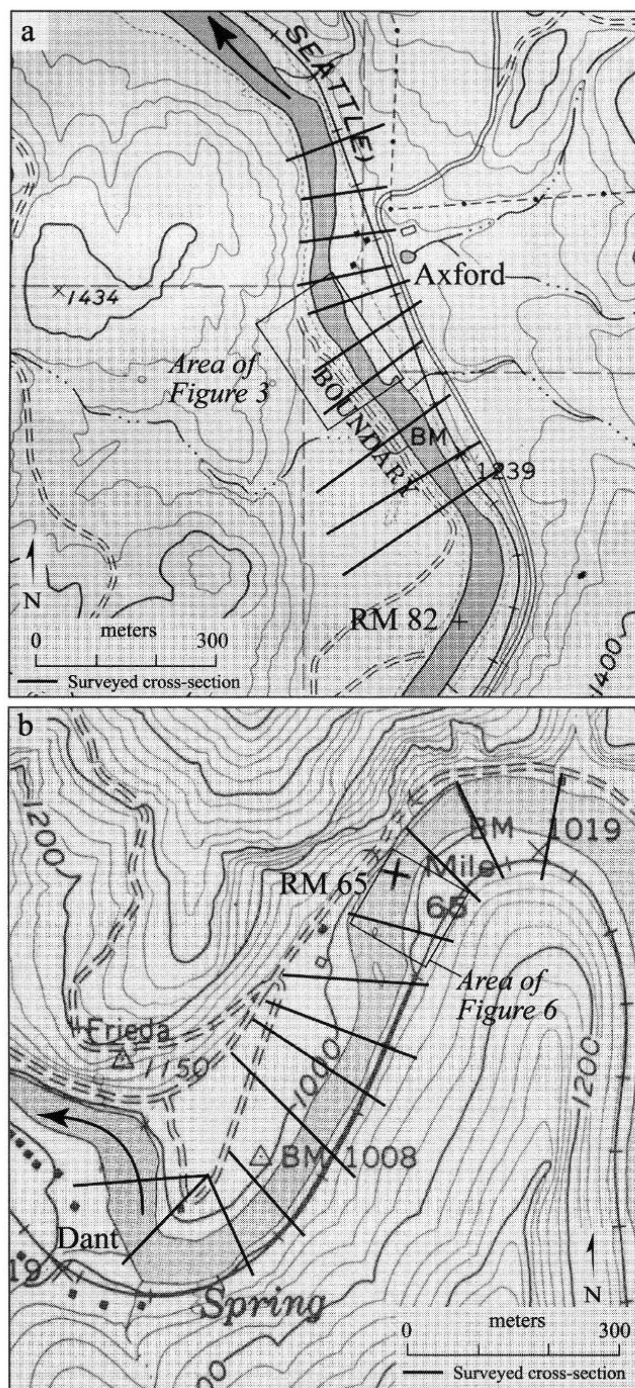 a
SEATTLE)
1434
Axford
Area of
Figure 3
BOUNDARY
BM
1239
RM 82
N
0 meters 300
Surveyed cross-section
1400
b
1200
BM 1019
RM 65
Mile
65
Area of
Figure 6
Frieda
1150
1000
1200
BM 1008
Dant
19
Spring
N
0 meters 300
Surveyed cross-section